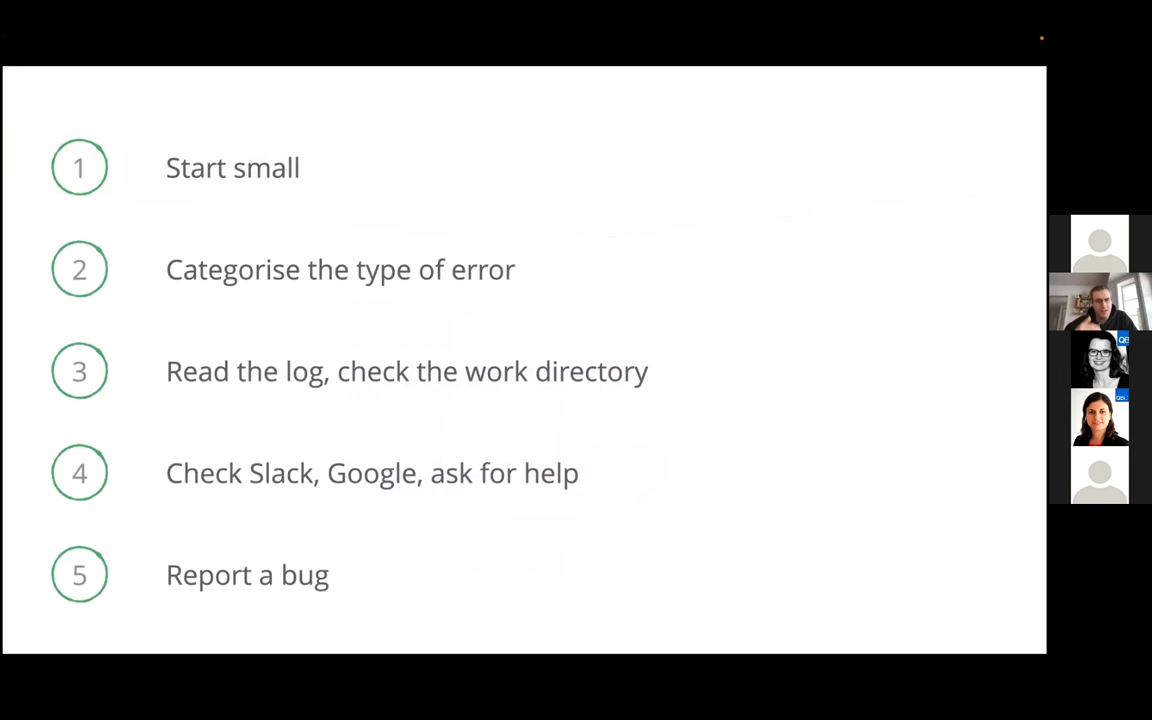 1 Start small
2 Categorise the type of error
3 Read the log, check the work directory
4 Check Slack, Google, ask for help
5 Report a bug